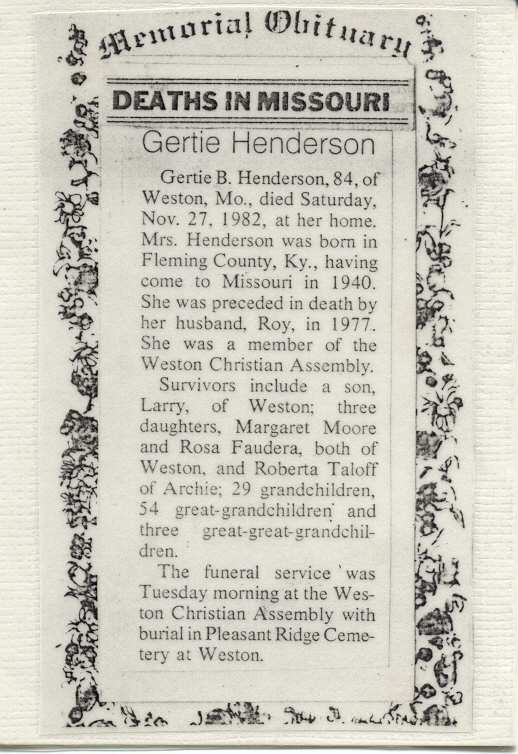 Memorial Obituary
DEATHS IN MISSOURI
Gertie Henderson
Gertie B. Henderson, 84, of
Weston, Mo., died Saturday,
Nov. 27, 1982, at her home.
Mrs. Henderson was born in
Fleming County, Ky., having
come to Missouri in 1940.
She was preceded in death by
her husband, Roy, in 1977.
She was a member of the
Weston Christian Assembly.
Survivors include a son,
Larry, of Weston; three
daughters, Margaret Moore
and Rosa Faudera, both of
Weston, and Roberta Taloff
of Archie; 29 grandchildren,
54 great-grandchildren and
three great-great-grandchil-
dren.
The funeral service was
Tuesday morning at the Wes-
ton Christian Assembly with
burial in Pleasant Ridge Ceme-
tery at Weston.